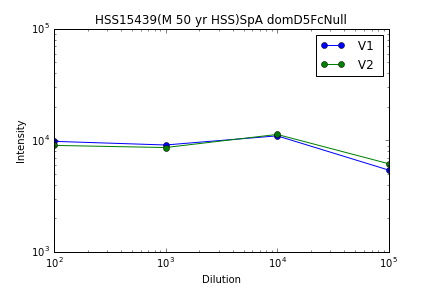 HSS15439(M 50 yr HSS)SpA domD5FcNull
10^5
10^4
10^3
Intensity
V1
V2
10^2 10^3 10^4 10^5
Dilution